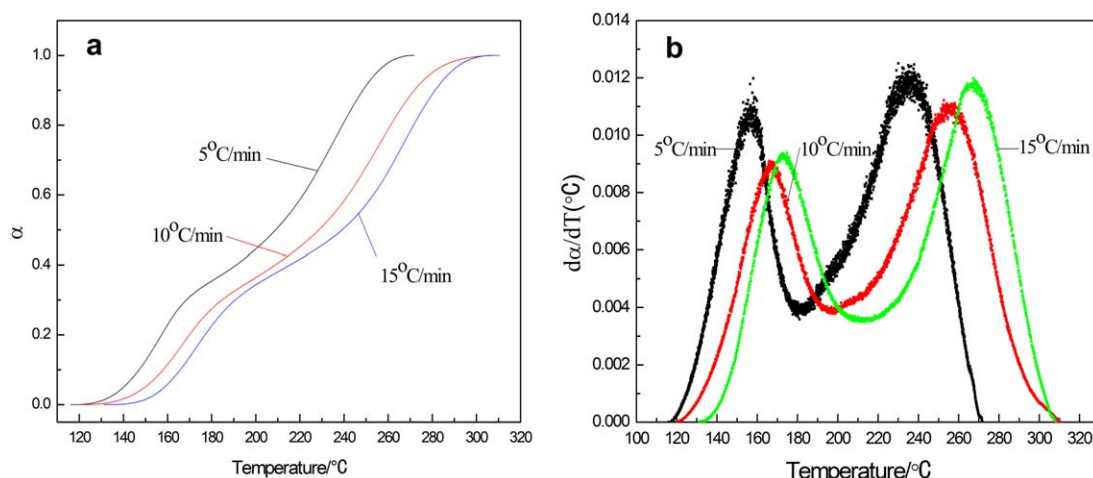 a
1.0
0.8
0.6
0.4
0.2
0.0
α
5°C/min
10°C/min
15°C/min
120 140 160 180 200 220 240 260 280 300 320
Temperature/°C
b
0.014
0.012
0.010
0.008
0.006
0.004
0.002
0.000
dα/dT(°C)
5°C/min
10°C/min
15°C/min
100 120 140 160 180 200 220 240 260 280 300 320
Temperature/°C